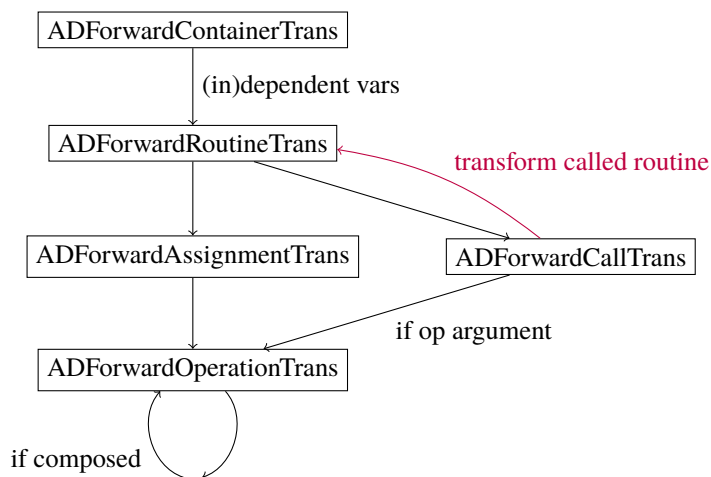 ADForwardContainerTrans
(in)dependent vars
ADForwardRoutineTrans
transform called routine
ADForwardAssignmentTrans
ADForwardCallTrans
if op argument
ADForwardOperationTrans
if composed